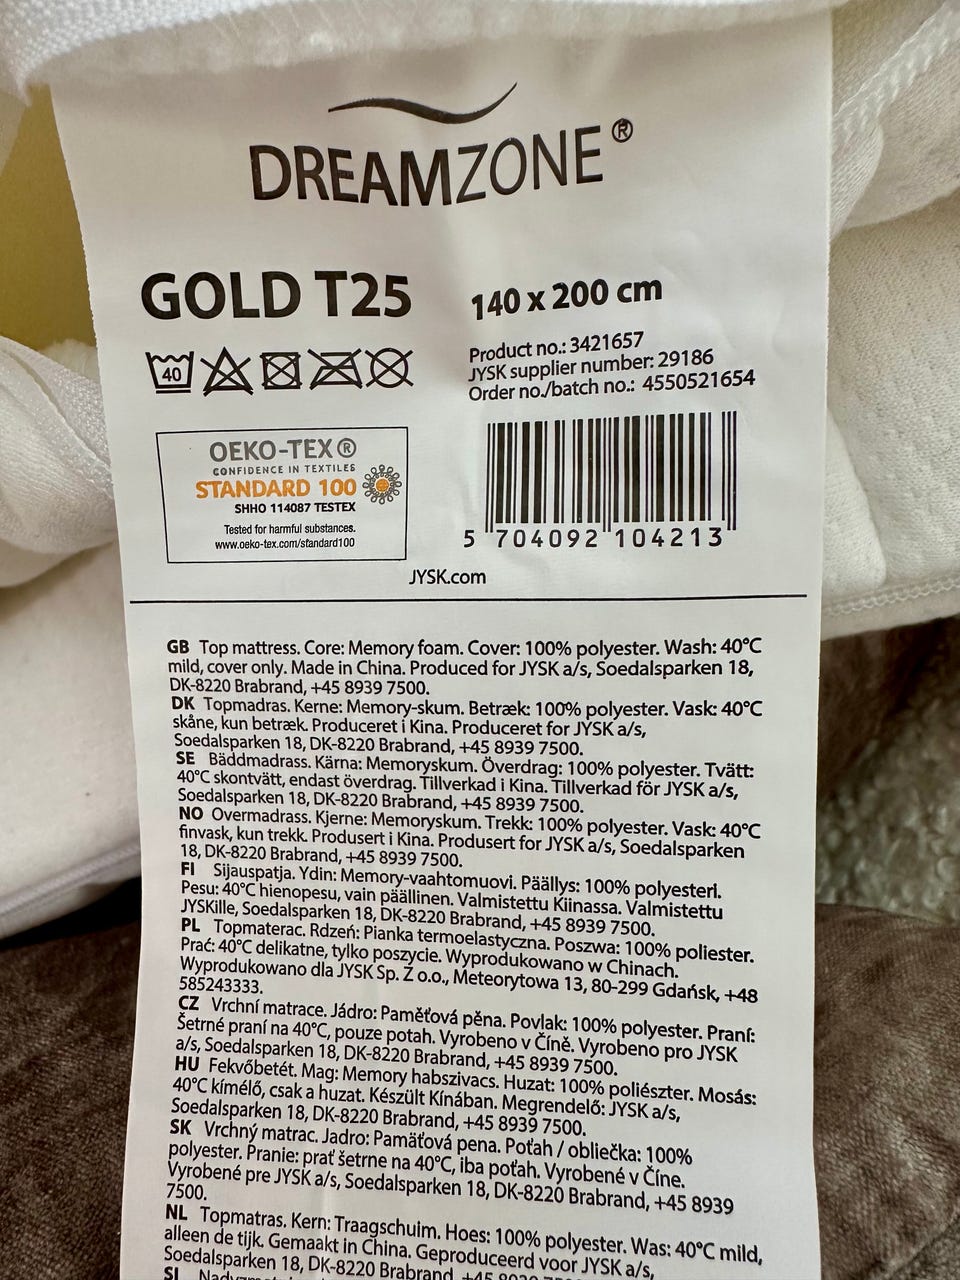 DREAMZONE®
GOLD T25
140 x 200 cm
40
Product no.: 3421657
JYSK supplier number: 29186
Order no./batch no.: 4550521654
OEKO-TEX®
CONFIDENCE IN TEXTILES
STANDARD 100
SHHO 114087 TESTEX
Tested for harmful substances.
www.oeko-tex.com/standard100
5 704092 104213
JYSK.com
GB Top mattress. Core: Memory foam. Cover: 100% polyester. Wash: 40°C
mild, cover only. Made in China. Produced for JYSK a/s, Soedalsparken 18,
DK-8220 Brabrand, +45 8939 7500.
DK Topmadras. Kerne: Memory-skum. Betræk: 100% polyester. Vask: 40°C
skåne, kun betræk. Produceret i Kina. Produceret for JYSK a/s,
Soedalsparken 18, DK-8220 Brabrand, +45 8939 7500.
SE Bäddmadrass. Kärna: Memoryskum. Överdrag: 100% polyester. Tvätt:
40°C skontvätt, endast överdrag. Tillverkad i Kina. Tillverkad för JYSK a/s,
Soedalsparken 18, DK-8220 Brabrand, +45 8939 7500.
NO Overmadrass. Kjerne: Memoryskum. Trekk: 100% polyester. Vask: 40°C
finvask, kun trekk. Produsert i Kina. Produsert for JYSK a/s, Soedalsparken
18, DK-8220 Brabrand, +45 8939 7500.
FI Sijauspatja. Ydin: Memory-vaahtomuovi. Päällys: 100% polyesteri.
Pesu: 40°C hienopesu, vain päällinen. Valmistettu Kiinassa. Valmistettu
JYSKille, Soedalsparken 18, DK-8220 Brabrand, +45 8939 7500.
PL Topmaterac. Rdzeń: Pianka termoelastyczna. Poszwa: 100% poliester.
Prać: 40°C delikatne, tylko poszycie. Wyprodukowano w Chinach.
Wyprodukowano dla JYSK Sp. Z o.o., Meteorytowa 13, 80-299 Gdańsk, +48
585243333.
CZ Vrchní matrace. Jádro: Paměťová pěna. Povlak: 100% polyester. Praní:
Šetrné praní na 40°C, pouze potah. Vyrobeno v Číně. Vyrobeno pro JYSK
a/s, Soedalsparken 18, DK-8220 Brabrand, +45 8939 7500.
HU Fekvőbetét. Mag: Memory habszivacs. Huzat: 100% poliészter. Mosás:
40°C kímélő, csak a huzat. Készült Kínában. Megrendelő: JYSK a/s,
Soedalsparken 18, DK-8220 Brabrand, +45 8939 7500.
SK Vrchný matrac. Jadro: Pamäťová pena. Poťah / obliečka: 100%
polyester. Pranie: prať šetrne na 40°C, iba poťah. Vyrobené v Číne.
Vyrobené pre JYSK a/s, Soedalsparken 18, DK-8220 Brabrand, +45 8939
7500.
NL Topmatras. Kern: Traagschuim. Hoes: 100% polyester. Was: 40°C mild,
alleen de tijk. Gemaakt in China. Geproduceerd voor JYSK a/s,
Soedalsparken 18, DK-8220 Brabrand, +45 8939